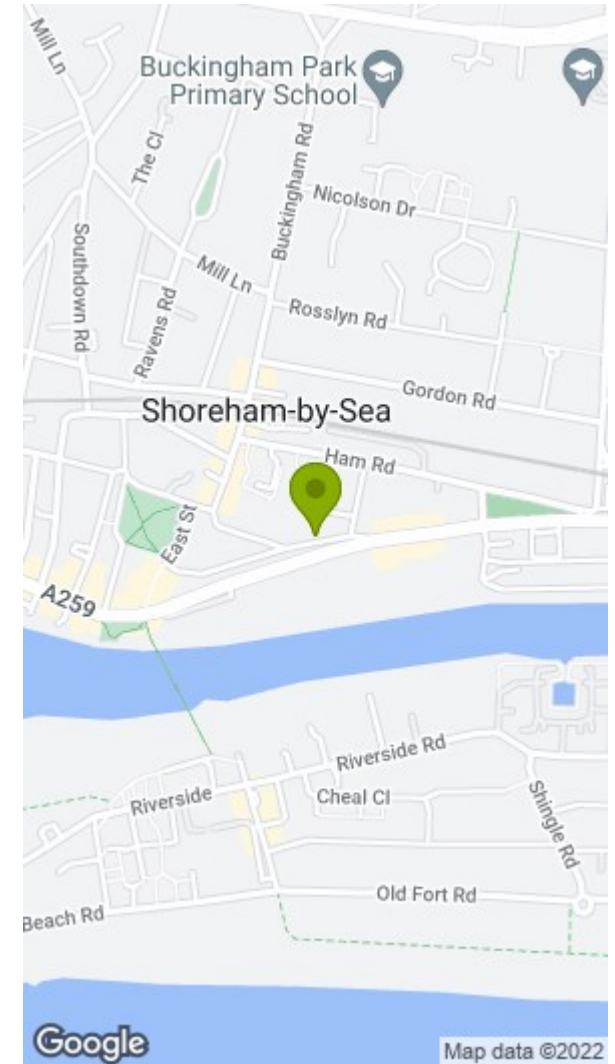 Mill Ln
Buckingham Park
Primary School
The Cl
Buckingham Rd
Nicolson Dr
Southdown Rd
Mill Ln
Ravens Rd
Rosslyn Rd
Gordon Rd
Shoreham-by-Sea
Ham Rd
East St
A259
Riverside Rd
Riverside
Cheal Cl
Shingle Rd
Old Fort Rd
Beach Rd
Google
Map data ©2022